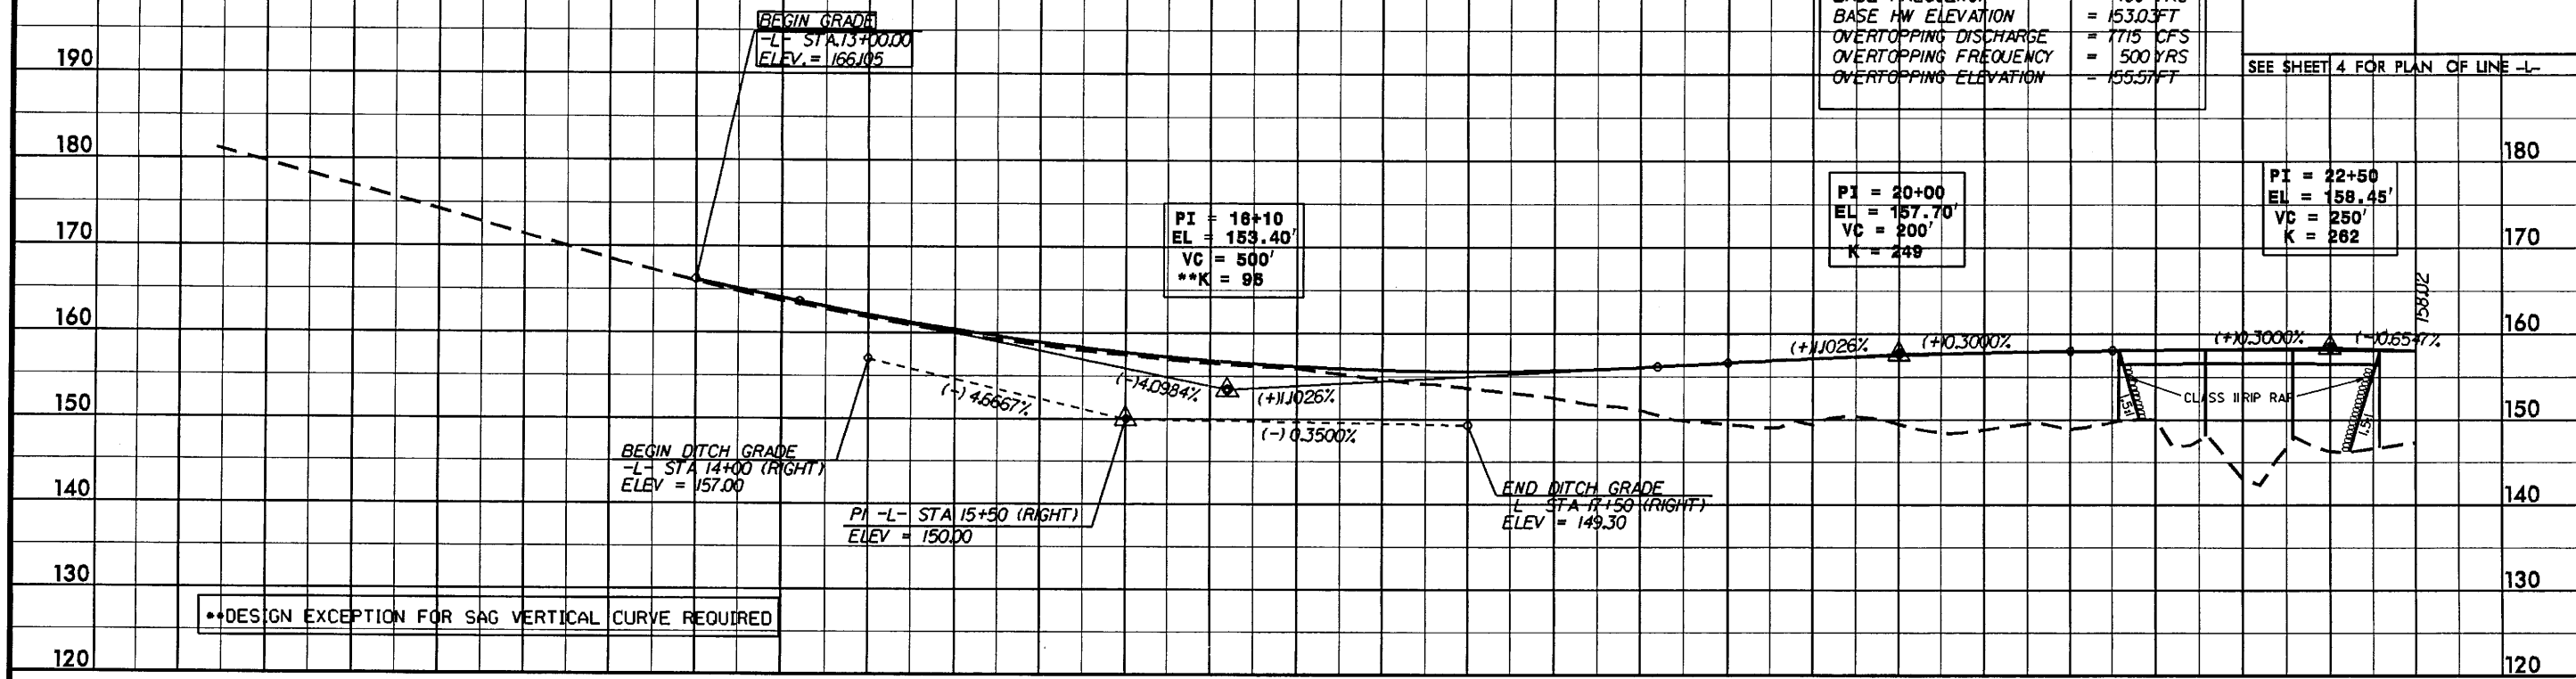 BEGIN GRADE
-L- STA.13+00.00
ELEV. = 166.105
BASE HW ELEVATION = 153.03FT
OVERTOPPING DISCHARGE = 7715 CFS
OVERTOPPING FREQUENCY = 500 YRS
OVERTOPPING ELEVATION = 155.57FT
SEE SHEET 4 FOR PLAN OF LINE -L-
190
180
180
PI = 16+10
EL = 153.40'
VC = 500'
**K = 96
PI = 20+00
EL = 157.70'
VC = 200'
K = 249
PI = 22+50
EL = 158.45'
VC = 250'
K = 262
170
170
158.02
160
160
(+)1.1026%
(+)0.3000%
(+)0.3000%
(-)0.6547%
(-)4.6667%
(-)4.0984%
(+)1.1026%
(-)0.3500%
CLASS II RIP RAP
1.5:1
1.5:1
150
150
BEGIN DITCH GRADE
-L- STA 14+00 (RIGHT)
ELEV = 157.00
PI -L- STA 15+50 (RIGHT)
ELEV = 150.00
END DITCH GRADE
-L- STA 17+50 (RIGHT)
ELEV = 149.30
140
140
130
130
**DESIGN EXCEPTION FOR SAG VERTICAL CURVE REQUIRED
120
120